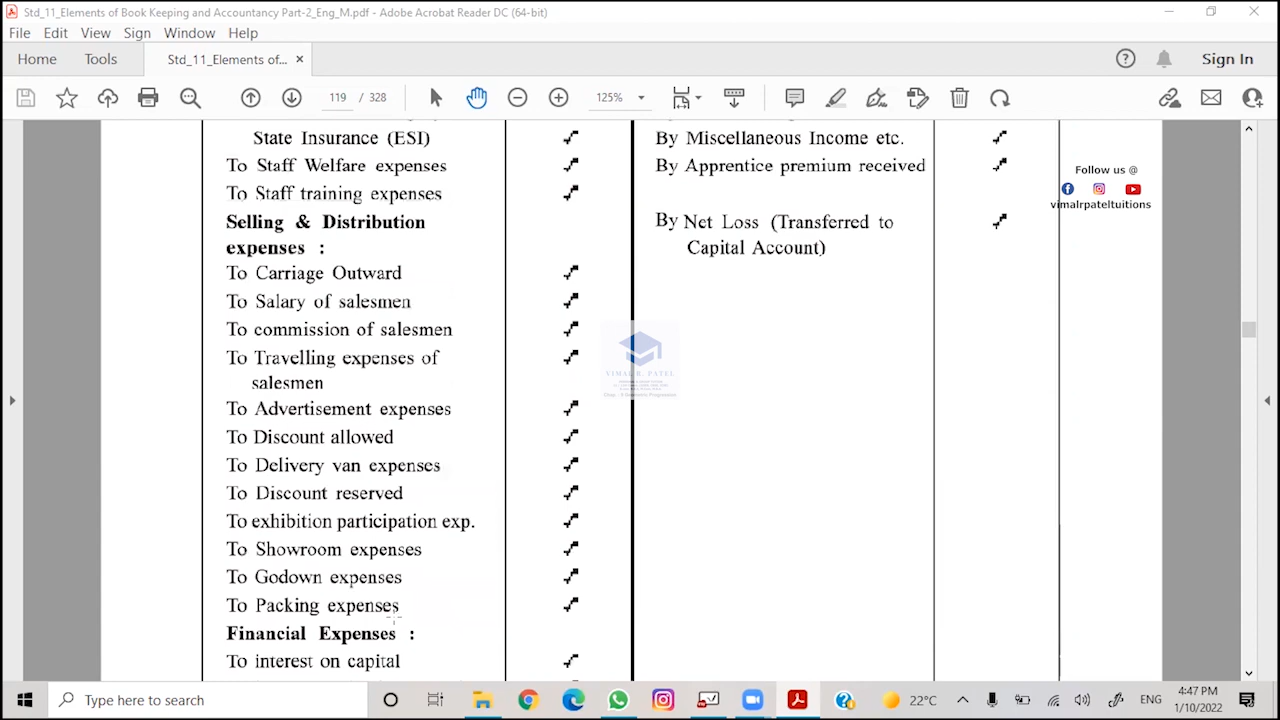 Std_11_Elements of Book Keeping and Accountancy Part-2_Eng_M.pdf - Adobe Acrobat Reader DC (64-bit)
File Edit View Sign Window Help
Home Tools Std_11_Elements of... × Sign In
119 / 328 125%
State Insurance (ESI)
To Staff Welfare expenses
To Staff training expenses
Selling & Distribution
expenses :
To Carriage Outward
To Salary of salesmen
To commission of salesmen
To Travelling expenses of
salesmen
To Advertisement expenses
To Discount allowed
To Delivery van expenses
To Discount reserved
To exhibition participation exp.
To Showroom expenses
To Godown expenses
To Packing expenses
Financial Expenses :
To interest on capital
By Miscellaneous Income etc.
By Apprentice premium received
By Net Loss (Transferred to
Capital Account)
Follow us @
vimalrpateltuitions
VIMAL R. PATEL
Type here to search
22°C
ENG
4:47 PM
1/10/2022